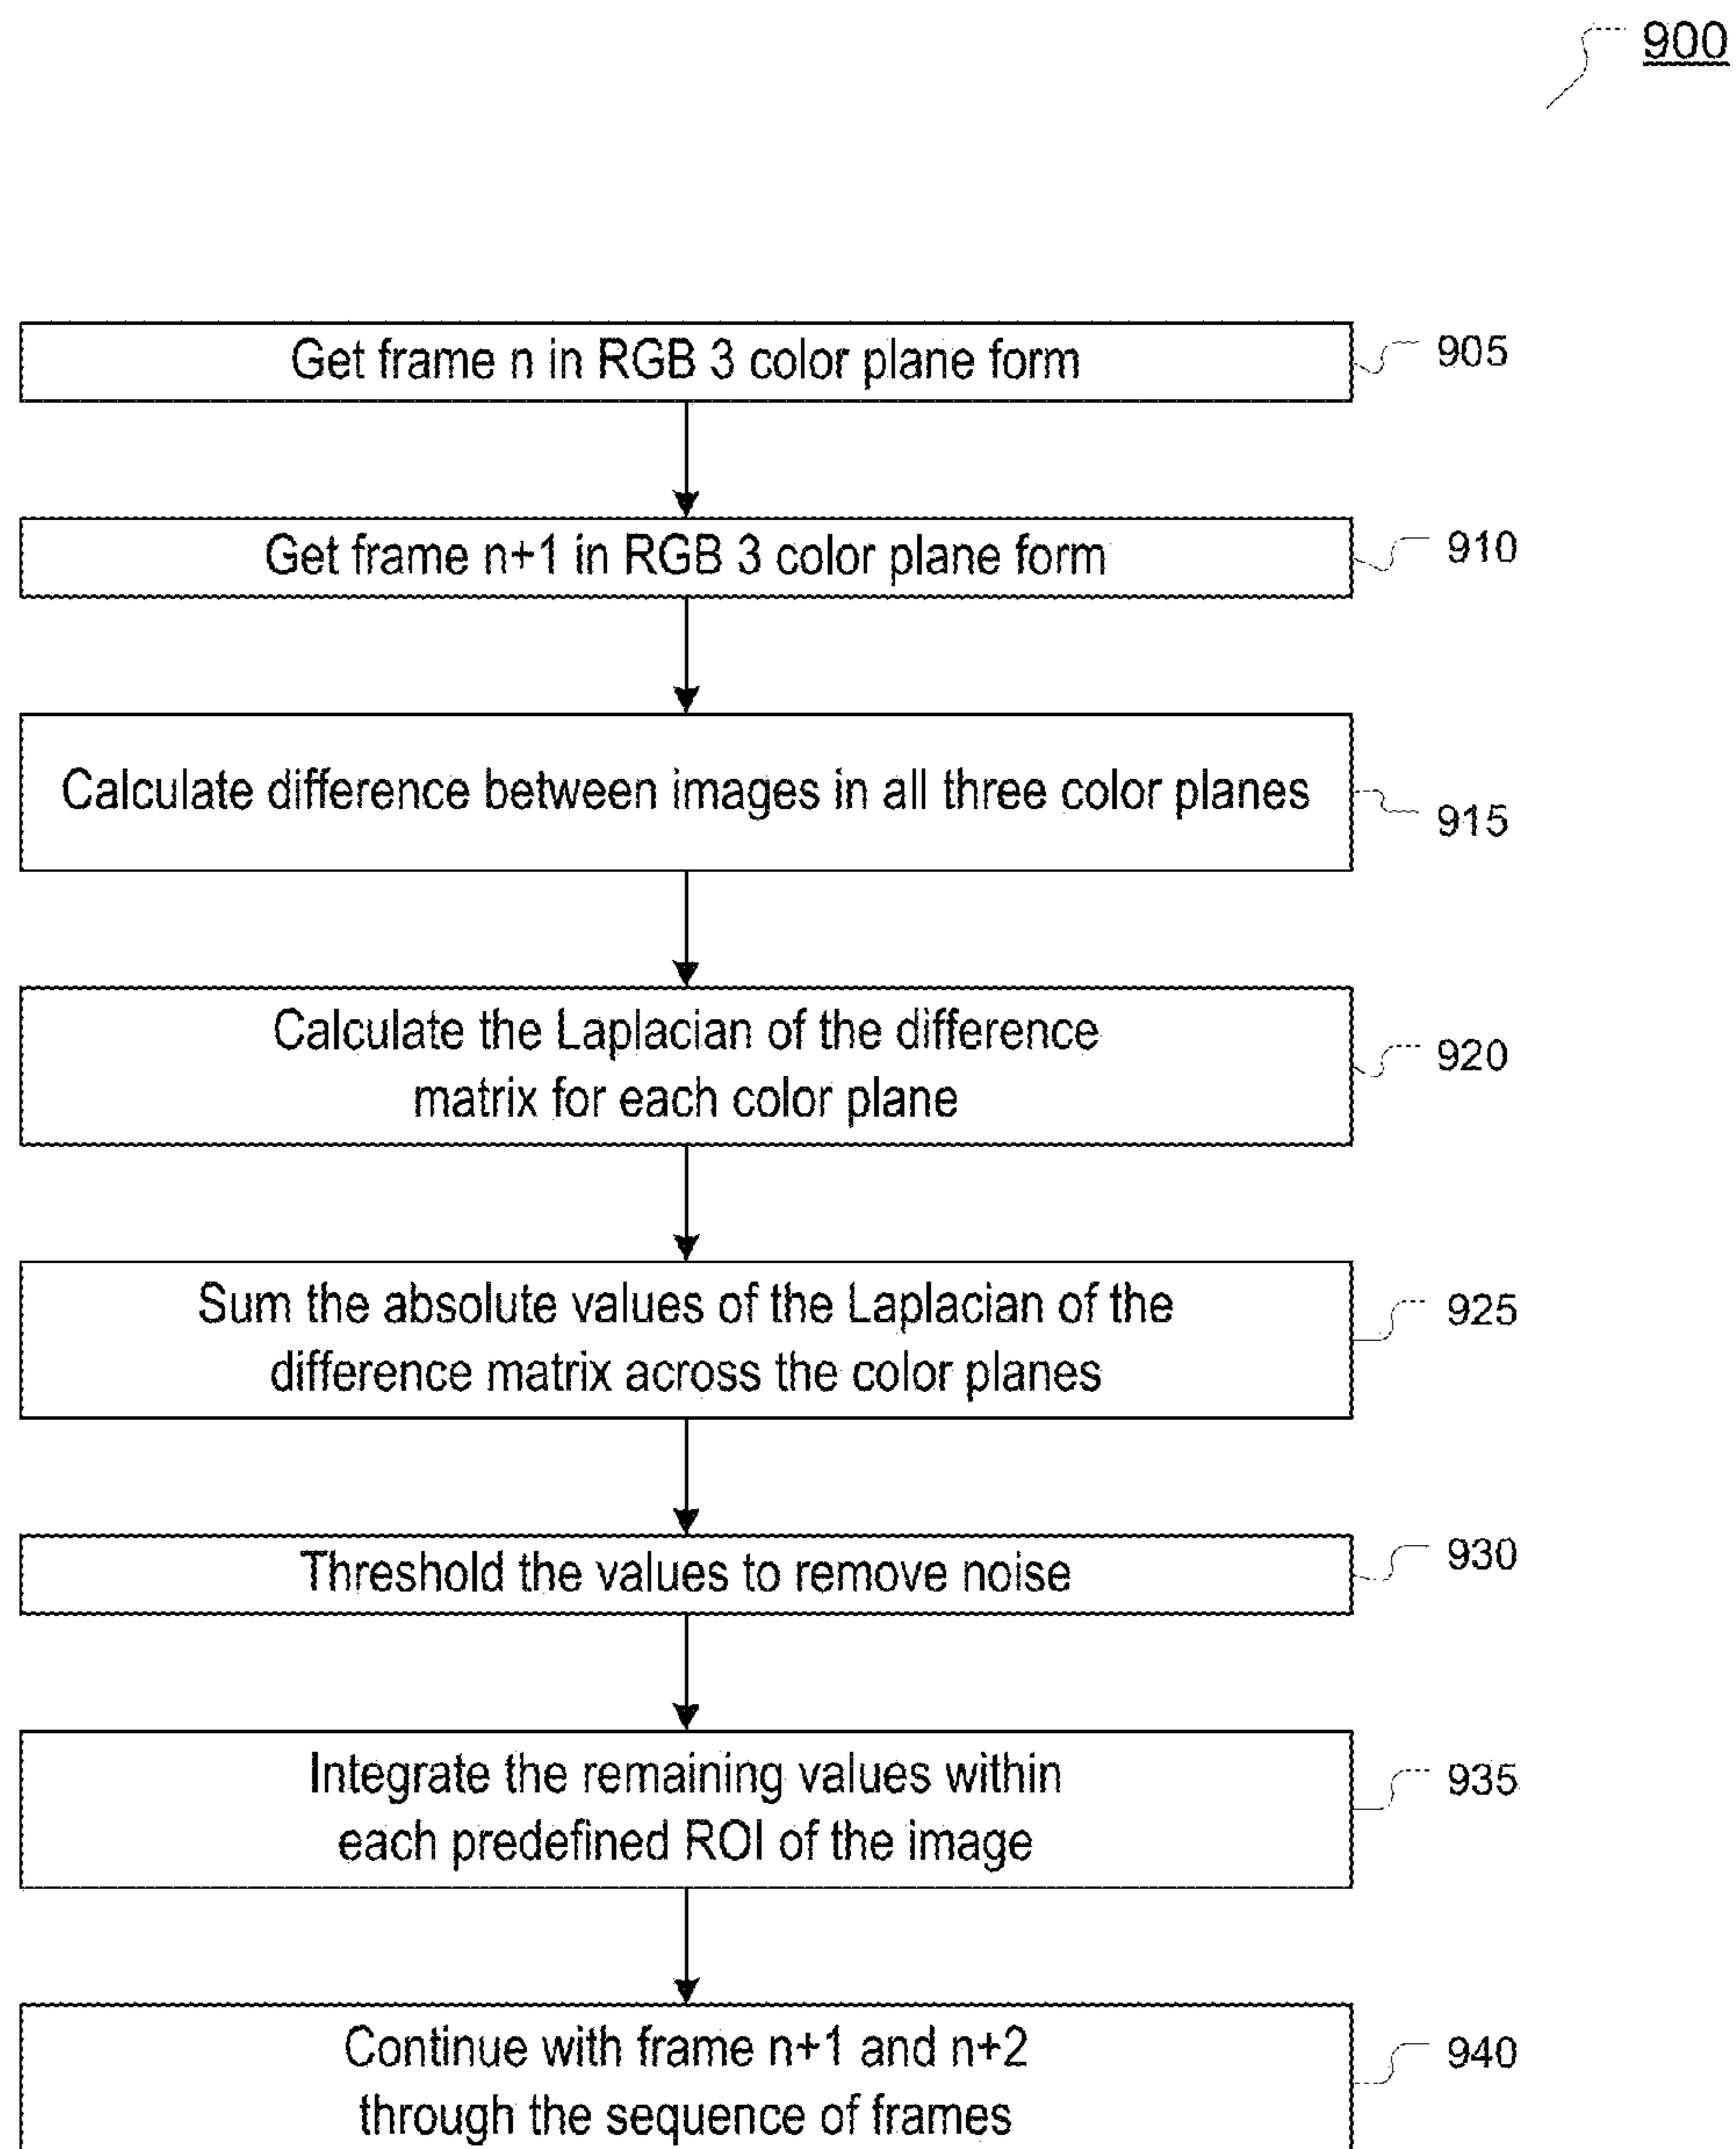 900
Get frame n in RGB 3 color plane form
905
Get frame n+1 in RGB 3 color plane form
910
Calculate difference between images in all three color planes
915
Calculate the Laplacian of the difference
matrix for each color plane
920
Sum the absolute values of the Laplacian of the
difference matrix across the color planes
925
Threshold the values to remove noise
930
Integrate the remaining values within
each predefined ROI of the image
935
Continue with frame n+1 and n+2
through the sequence of frames
940